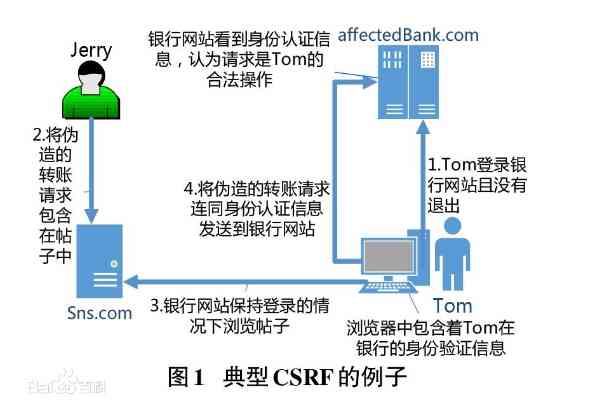 银行网站看到身份认证信
息，认为请求是Tom的
合法操作
affectedBank.com
Jerry
2.将伪
造的
转账
请求
包含
在帖
子中
4.将伪造的转账请求
连同身份认证信息
发送到银行网站
1.Tom登录银
行网站且没有
退出
Sns.com
3.银行网站保持登录的情
况下浏览帖子
Tom
浏览器中包含着Tom在
银行的身份验证信息
图1 典型CSRF的例子
Bai百科